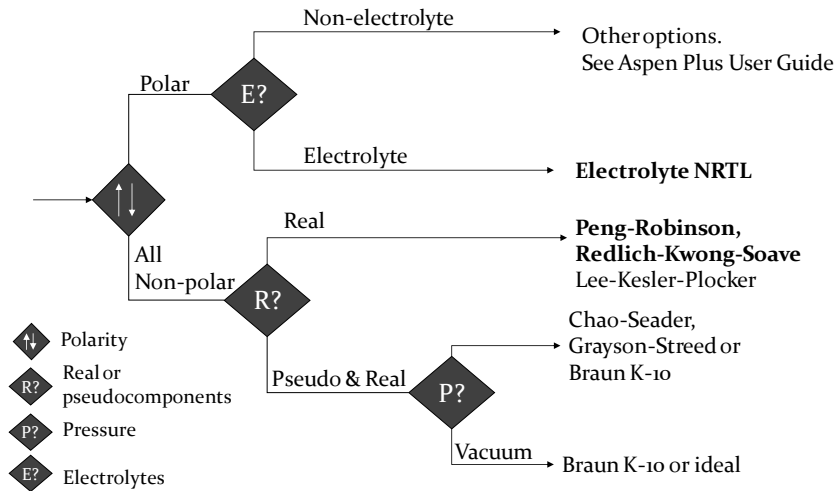 Non-electrolyte
Other options.
See Aspen Plus User Guide
Polar
E?
Electrolyte
Electrolyte NRTL
Real
Peng-Robinson,
Redlich-Kwong-Soave
Lee-Kesler-Plocker
All
Non-polar
R?
Chao-Seader,
Grayson-Streed or
Braun K-10
Pseudo & Real
P?
Vacuum
Braun K-10 or ideal
Polarity
R?
Real or
pseudocomponents
P?
Pressure
E?
Electrolytes